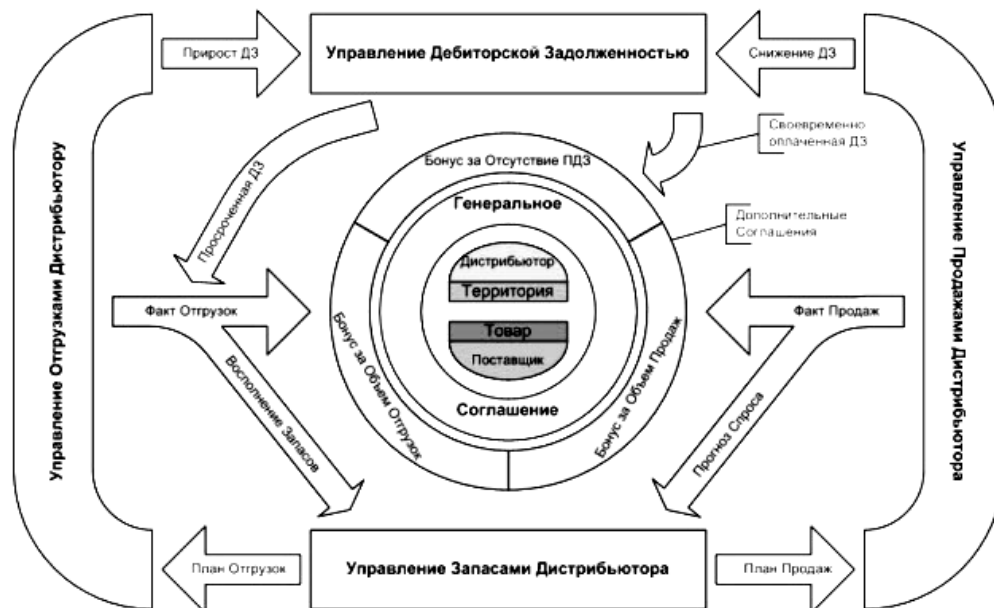 Прирост ДЗ
Управление Дебиторской Задолженностью
Снижение ДЗ
Своевременно
оплаченная ДЗ
Просроченная ДЗ
Бонус за Отсутствие ПДЗ
Генеральное
Дополнительные
Соглашения
Управление Отгрузками Дистрибьютору
Управление Продажами Дистрибьютора
Дистрибьютор
Территория
Факт Отгрузок
Факт Продаж
Товар
Поставщик
Бонус за Объем Отгрузок
Бонус за Объем Продаж
Соглашение
Восполнение Запасов
Прогноз Спроса
План Отгрузок
Управление Запасами Дистрибьютора
План Продаж